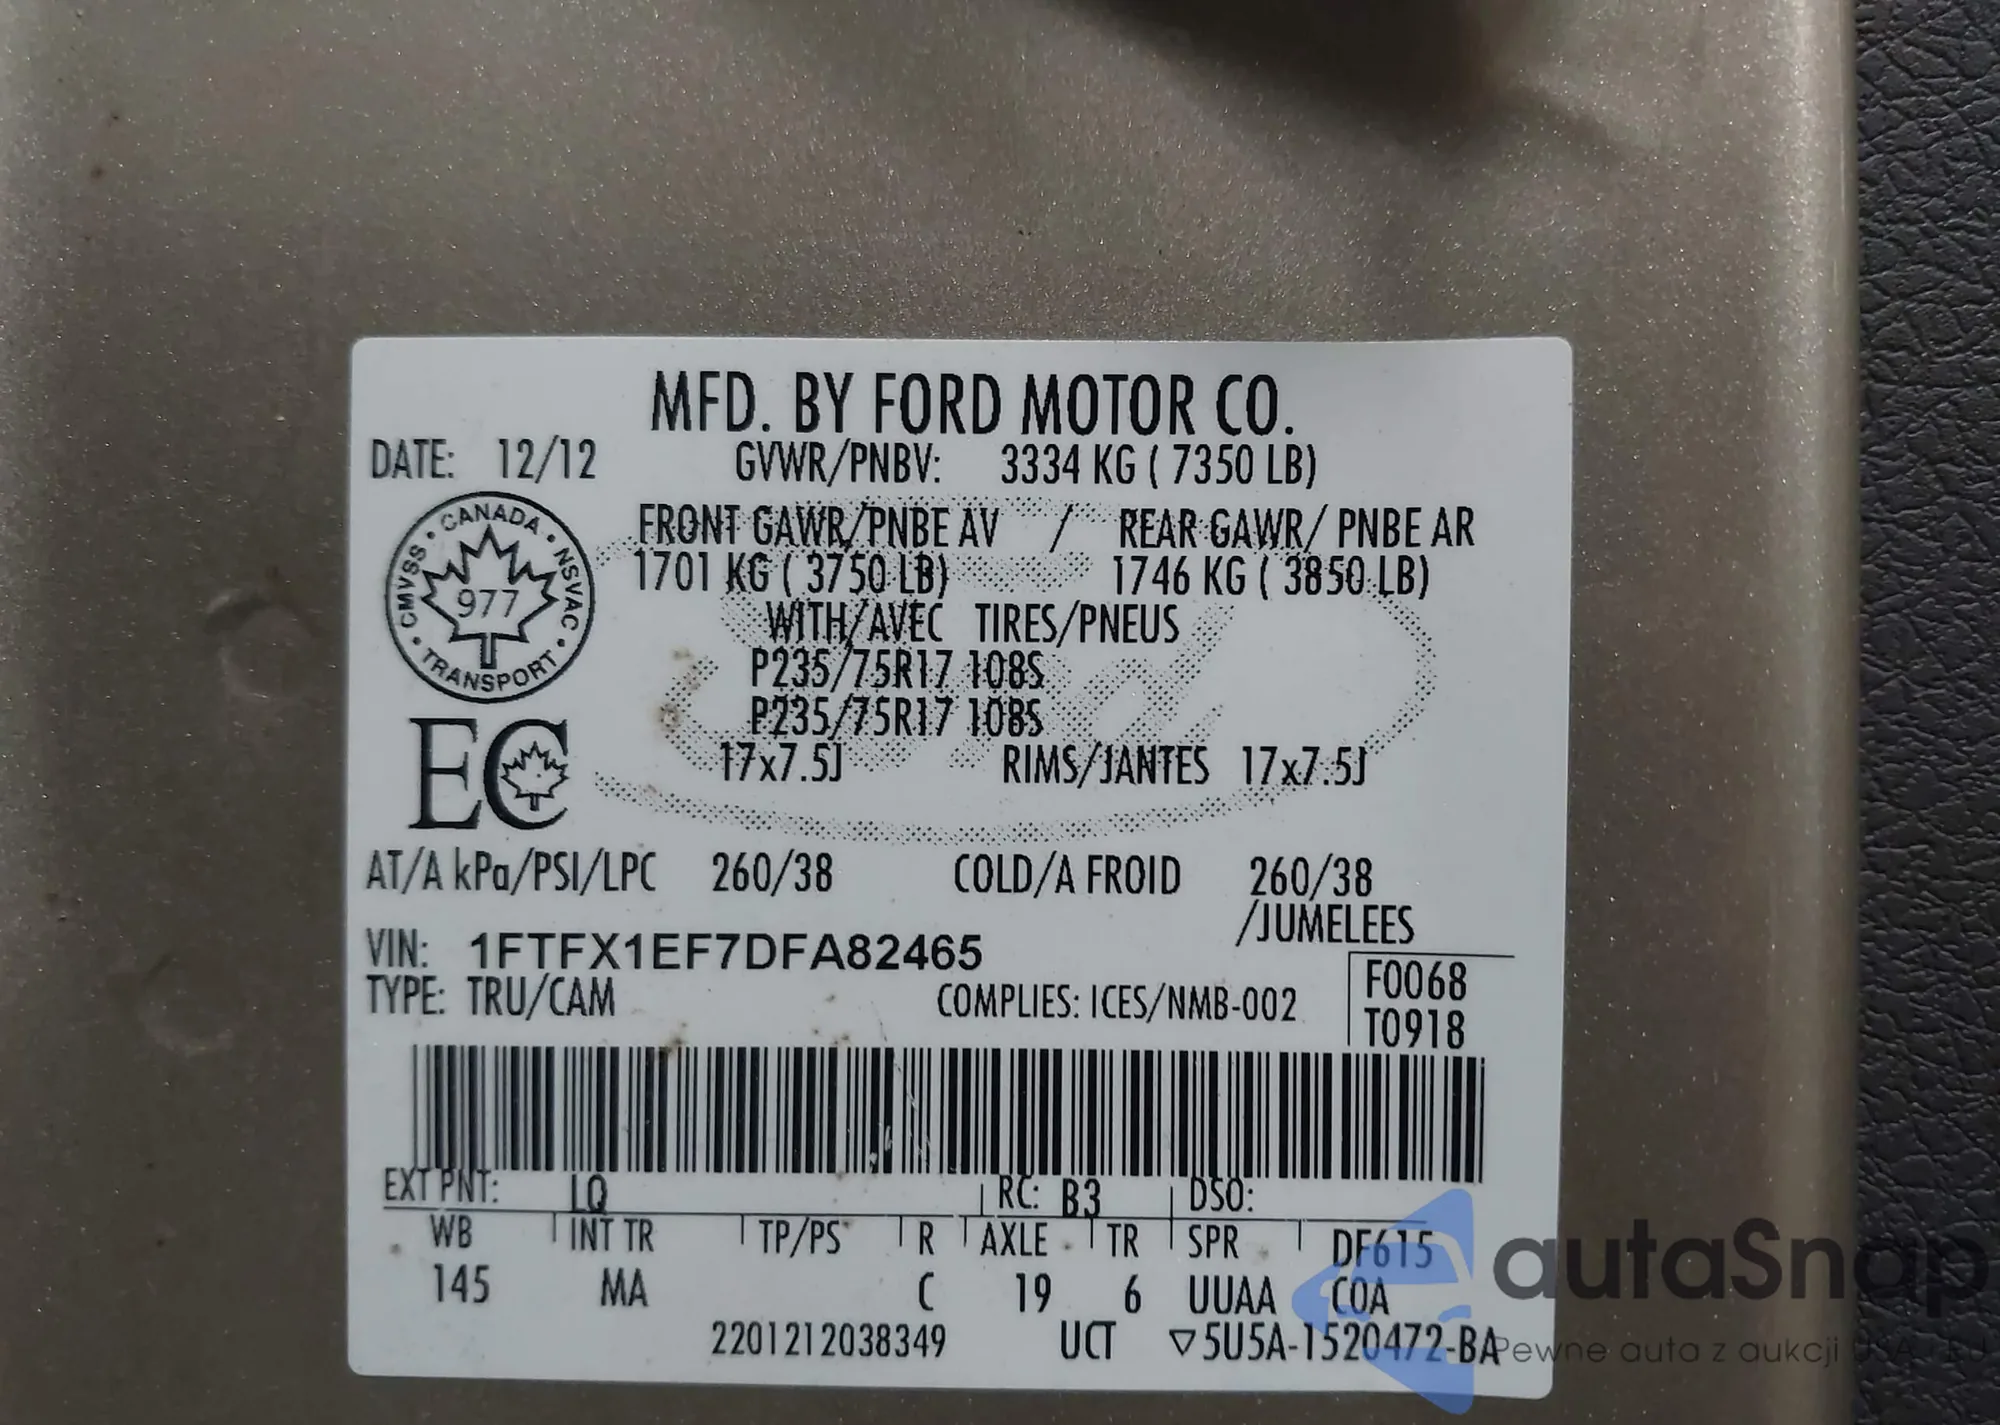 MFD. BY FORD MOTOR CO.
DATE: 12/12 GVWR/PNBV: 3334 KG ( 7350 LB)
CANADA · NSVAC · TRANSPORT · CMVSS
977
EC
FRONT GAWR/PNBE AV / REAR GAWR/ PNBE AR
1701 KG ( 3750 LB) 1746 KG ( 3850 LB)
WITH/AVEC TIRES/PNEUS
P235/75R17 108S
P235/75R17 108S
17x7.5J RIMS/JANTES 17x7.5J
AT/A kPa/PSI/LPC 260/38 COLD/A FROID 260/38
/JUMELEES
VIN: 1FTFX1EF7DFA82465
F0068
TYPE: TRU/CAM COMPLIES: ICES/NMB-002
T0918
EXT PNT: LQ RC: B3 DSO:
WB INT TR TP/PS R AXLE TR SPR DF615
145 MA C 19 6 UUAA C0A
2201212038349 UCT ▽5U5A-1520472-BA
autaSnap
Pewne auta z aukcji USA i EU